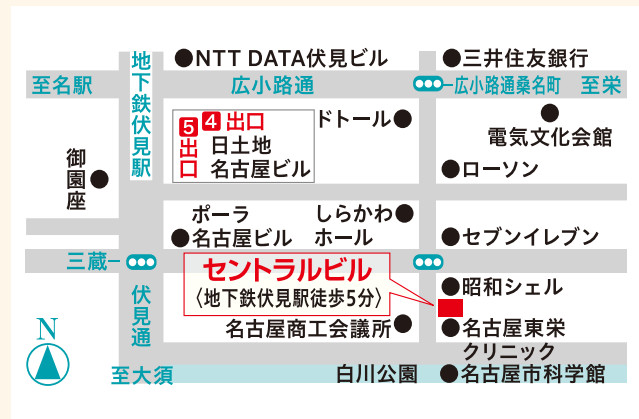 地下鉄伏見駅
●NTT DATA伏見ビル
●三井住友銀行
至名駅
広小路通
広小路通桑名町
至栄
5出口
4 出口
日土地
名古屋ビル
ドトール●
電気文化会館
御園座
●ローソン
ポーラ
●名古屋ビル
しらかわ●
ホール
●セブンイレブン
三蔵
セントラルビル
〈地下鉄伏見駅徒歩5分〉
●昭和シェル
伏見通
名古屋商工会議所●
●名古屋東栄
クリニック
N
至大須
白川公園
●名古屋市科学館